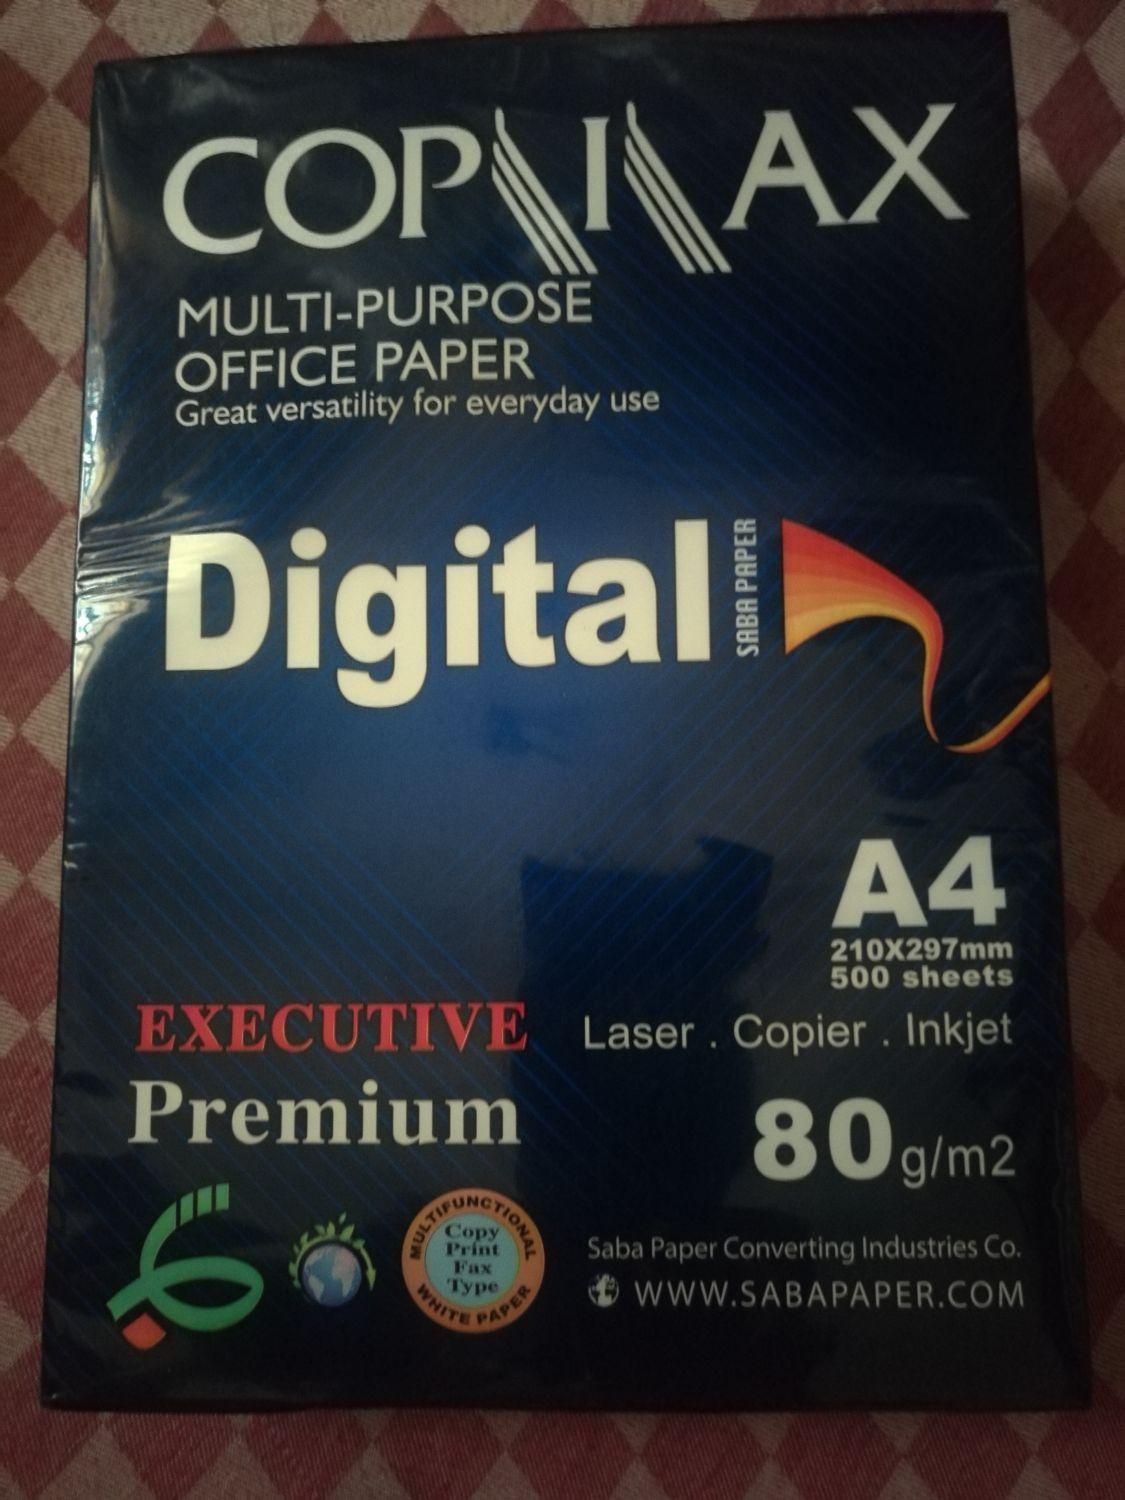 COPIMAX
MULTI-PURPOSE
OFFICE PAPER
Great versatility for everyday use
Digital
SABA PAPER
A4
210X297mm
500 sheets
EXECUTIVE
Premium
Laser . Copier . Inkjet
80 g/m2
MULTIFUNCTIONAL
Copy
Print
Fax
Type
WHITE PAPER
Saba Paper Converting Industries Co.
WWW.SABAPAPER.COM